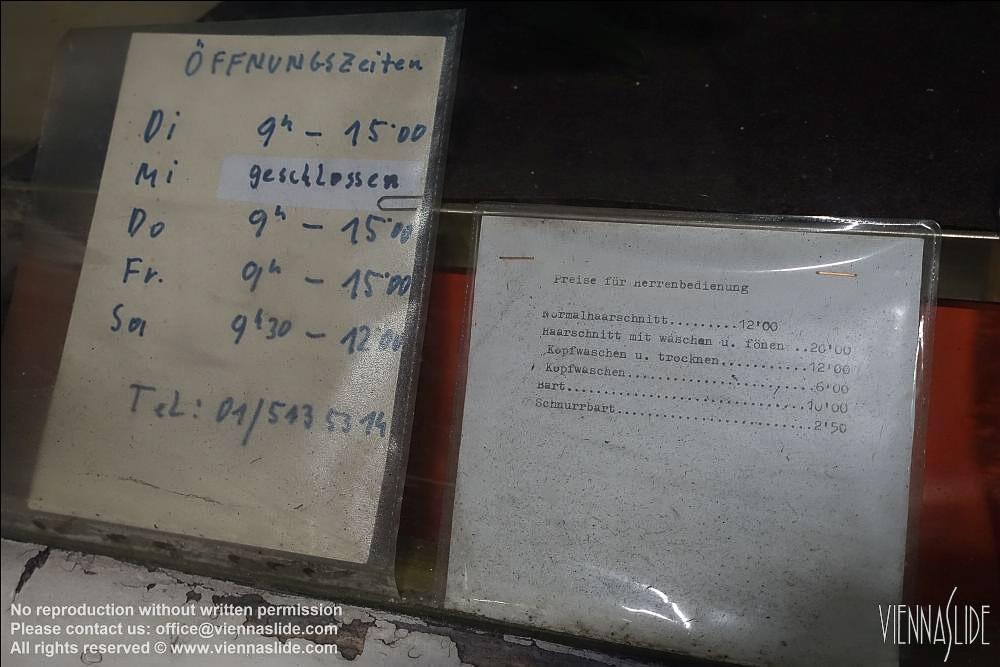 ÖFFNUNGSZeiten
Di 9h – 15:00
Mi geschlossen
Do 9h – 15:00
Fr. 9h – 15:00
Sa 9h30 – 12:00
Tel: 01/513 53 14
Preise für Herrenbedienung
Normalhaarschnitt.........12'00
Haarschnitt mit waschen u. fönen ..20'00
Kopfwaschen u. trocknen...........12'00
Kopfwaschen.......................6'00
Bart..............................10'00
Schnurrbart.......................2'50
No reproduction without written permission
Please contact us: office@viennaslide.com
All rights reserved © www.viennaslide.com
VIENNASLIDE